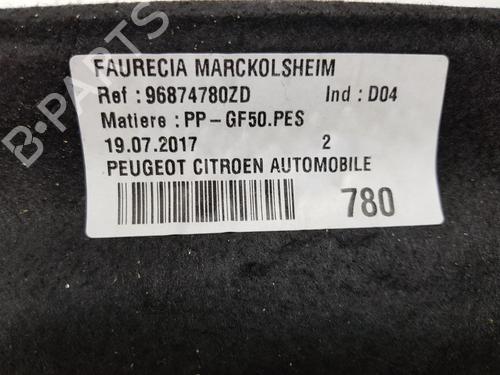 FAURECIA MARCKOLSHEIM
Ref : 96874780ZD Ind : D04
Matiere : PP-GF50.PES
19.07.2017 2
PEUGEOT CITROEN AUTOMOBILE
780
B-PARTS